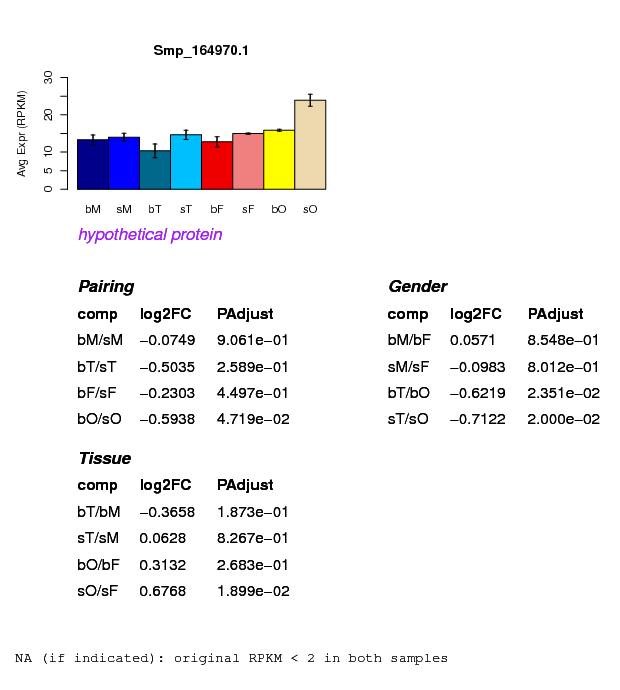 Smp_164970.1
Avg Expr (RPKM)
0 5 10 20 30
bM sM bT sT bF sF bO sO
hypothetical protein
Pairing
comp log2FC PAdjust
bM/sM −0.0749 9.061e−01
bT/sT −0.5035 2.589e−01
bF/sF −0.2303 4.497e−01
bO/sO −0.5938 4.719e−02
Gender
comp log2FC PAdjust
bM/bF 0.0571 8.548e−01
sM/sF −0.0983 8.012e−01
bT/bO −0.6219 2.351e−02
sT/sO −0.7122 2.000e−02
Tissue
comp log2FC PAdjust
bT/bM −0.3658 1.873e−01
sT/sM 0.0628 8.267e−01
bO/bF 0.3132 2.683e−01
sO/sF 0.6768 1.899e−02
NA (if indicated): original RPKM < 2 in both samples